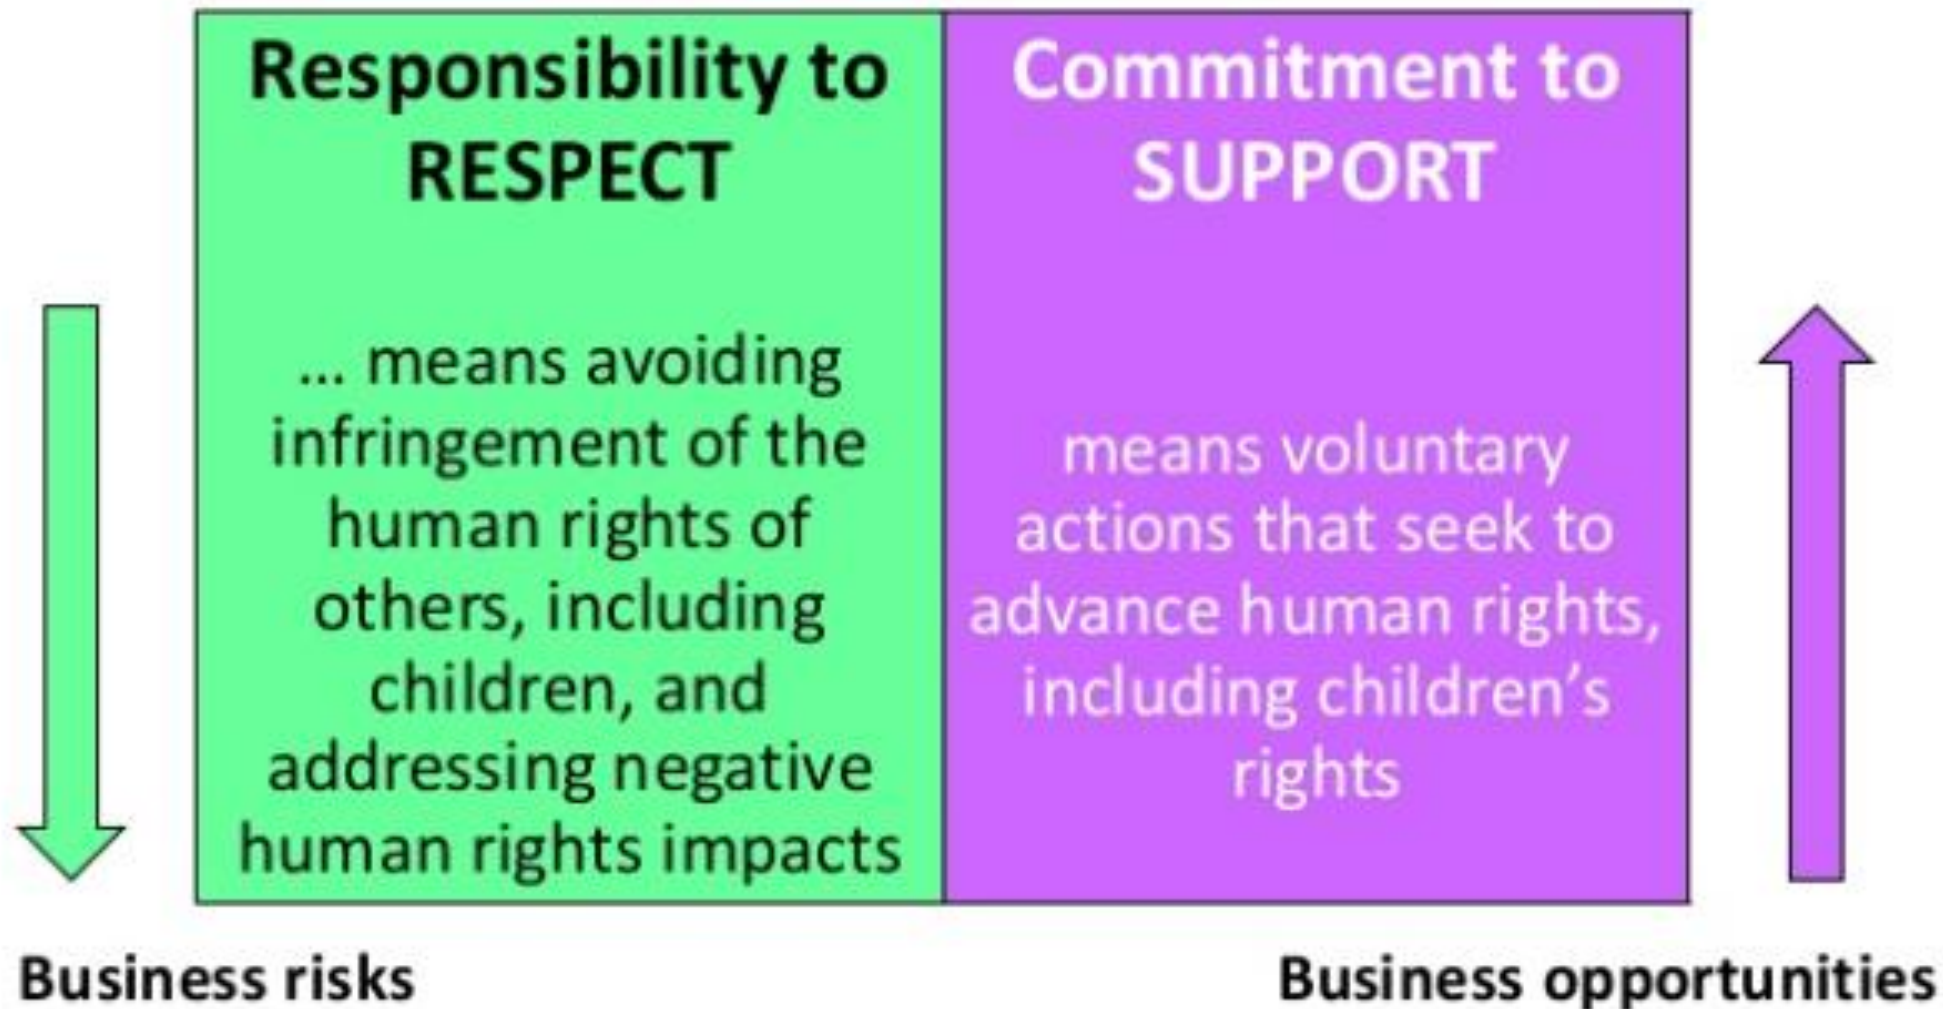 Responsibility to
RESPECT
... means avoiding
infringement of the
human rights of
others, including
children, and
addressing negative
human rights impacts
Commitment to
SUPPORT
means voluntary
actions that seek to
advance human rights,
including children’s
rights
Business risks
Business opportunities